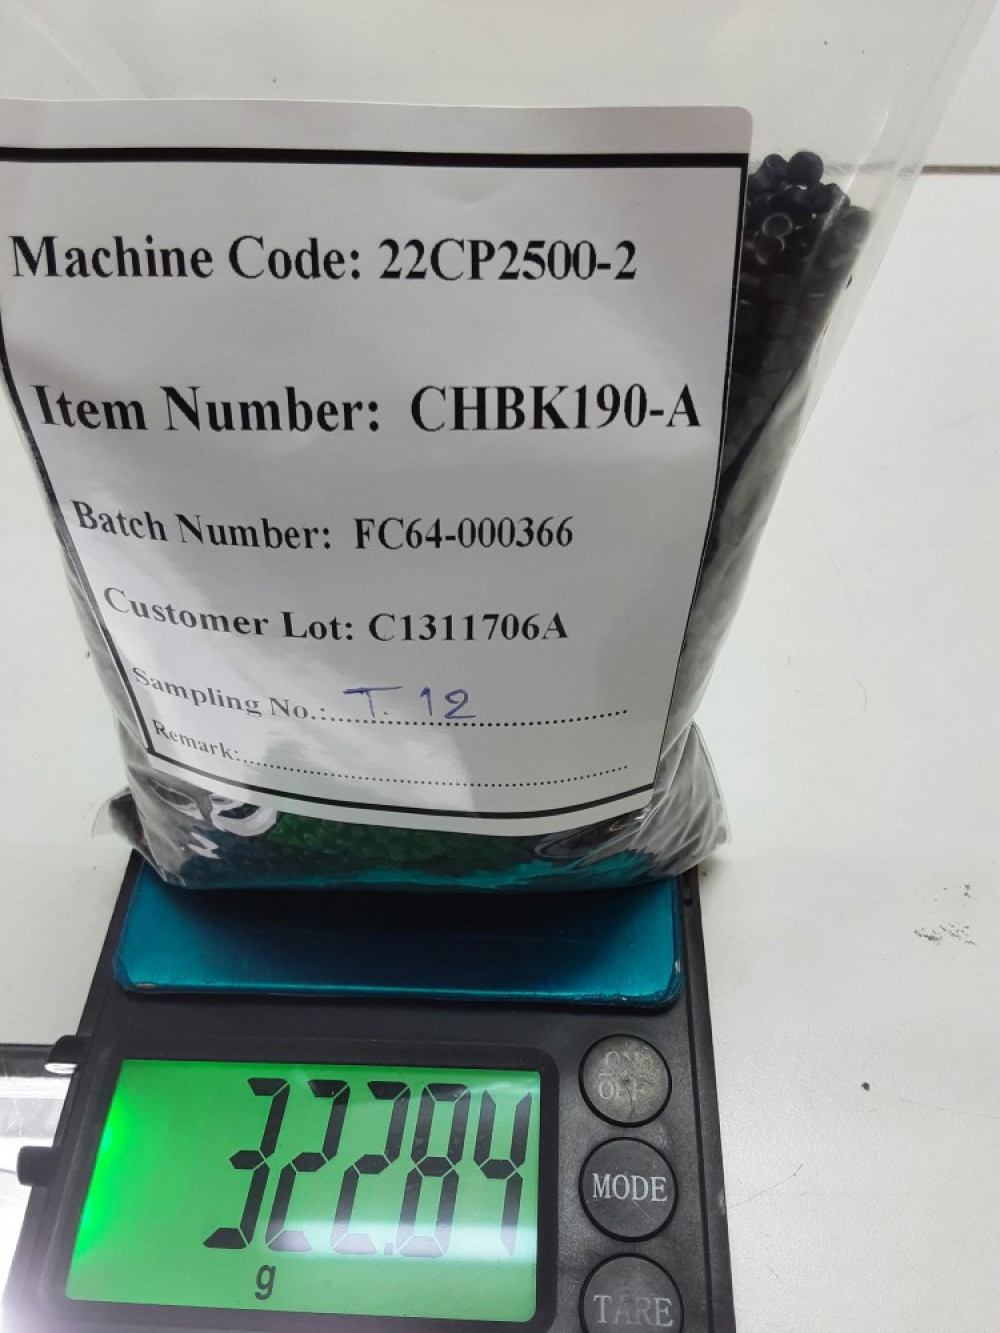 Machine Code: 22CP2500-2
Item Number: CHBK190-A
Batch Number: FC64-000366
Customer Lot: C1311706A
Sampling No.:....T. 12....................
Remark:..................................................
322.84
g
ON
OFF
MODE
TARE